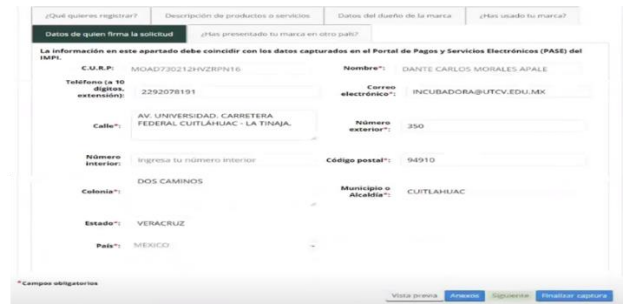 ¿Qué quieres registrar? Descripción de productos o servicios Datos del dueño de la marca ¿Has usado tu marca?
Datos de quien firma la solicitud ¿Has presentado tu marca en otro país?
La información en este apartado debe coincidir con los datos capturados en el Portal de Pagos y Servicios Electrónicos (PASE) del IMPI.
C.U.R.P: MOAD730212HVZRPN16 Nombre*: DANTE CARLOS MORALES APALE
Teléfono (a 10 dígitos, extensión): 2292078191 Correo electrónico*: INCUBADORA@UTCV.EDU.MX
Calle*: AV. UNIVERSIDAD. CARRETERA FEDERAL CUITLÁHUAC - LA TINAJA. Número exterior*: 350
Número interior: Ingresa tu número interior Código postal*: 94910
Colonia*: DOS CAMINOS Municipio o Alcaldía*: CUITLAHUAC
Estado*: VERACRUZ
País*: MEXICO
*Campos obligatorios
Vista previa Anexos Siguiente Finalizar captura